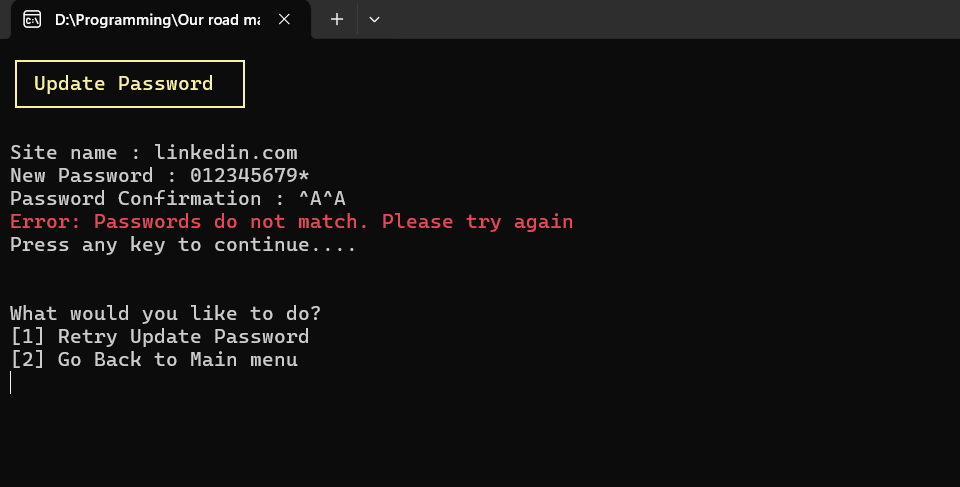 D:\Programming\Our road ma
Update Password
Site name : linkedin.com
New Password : 012345679*
Password Confirmation : ^A^A
Error: Passwords do not match. Please try again
Press any key to continue....
What would you like to do?
[1] Retry Update Password
[2] Go Back to Main menu